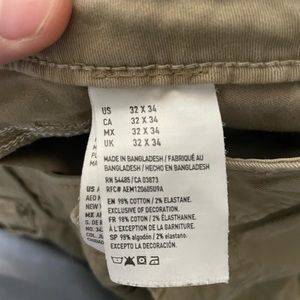 US 32 X 34
CA 32 X 34
MX 32 X 34
UK 32 X 34
MADE IN BANGLADESH / FABRIQUÉ AU
BANGLADESH / HECHO EN BANGLADESH
RN 54485 / CA 03873
RFC# AEM120605U9A
EN 98% COTTON / 2% ELASTANE.
EXCLUSIVE OF DECORATION.
FR 98% COTON / 2% ÉLASTHANNE.
À L'EXCEPTION DE LA GARNITURE.
SP 98% algodón / 2% elastano.
EXCEPTO LA DECORACIÓN.